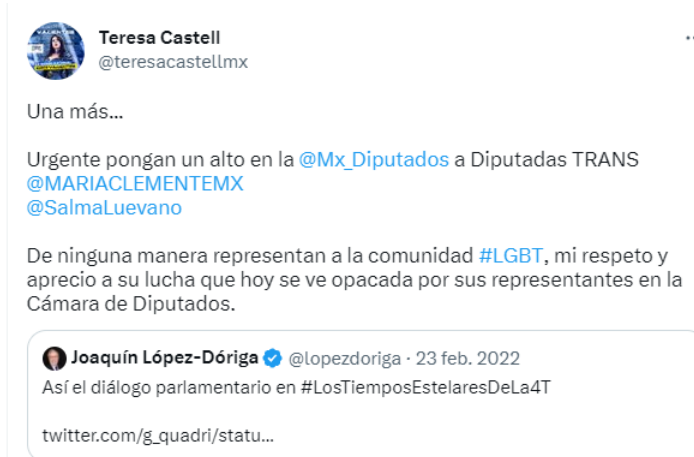 Teresa Castell
@teresacastellmx
Una más...
Urgente pongan un alto en la @Mx_Diputados a Diputadas TRANS
@MARIACLEMENTEMX
@SalmaLuevano
De ninguna manera representan a la comunidad #LGBT, mi respeto y
aprecio a su lucha que hoy se ve opacada por sus representantes en la
Cámara de Diputados.
Joaquín López-Dóriga @lopezdoriga · 23 feb. 2022
Así el diálogo parlamentario en #LosTiemposEstelaresDeLa4T
twitter.com/g_quadri/statu...